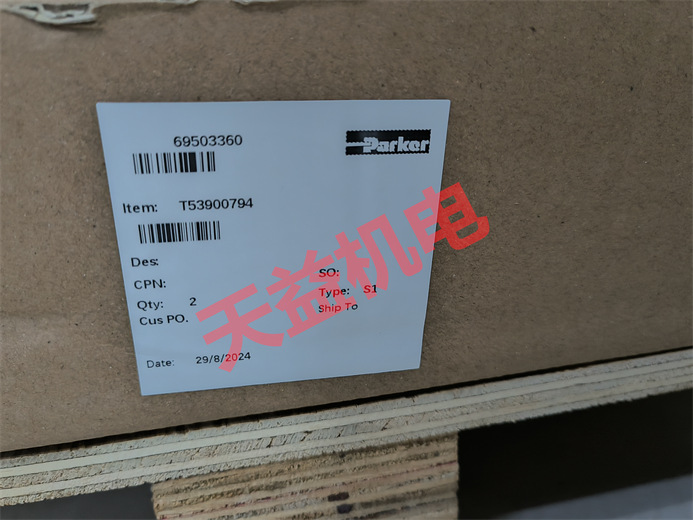 69503360
Parker
Item: T53900794
Des:
CPN:
SO:
Qty: 2
Type: S1
Cus PO.
Ship To
Date: 29/8/2024
天益机电